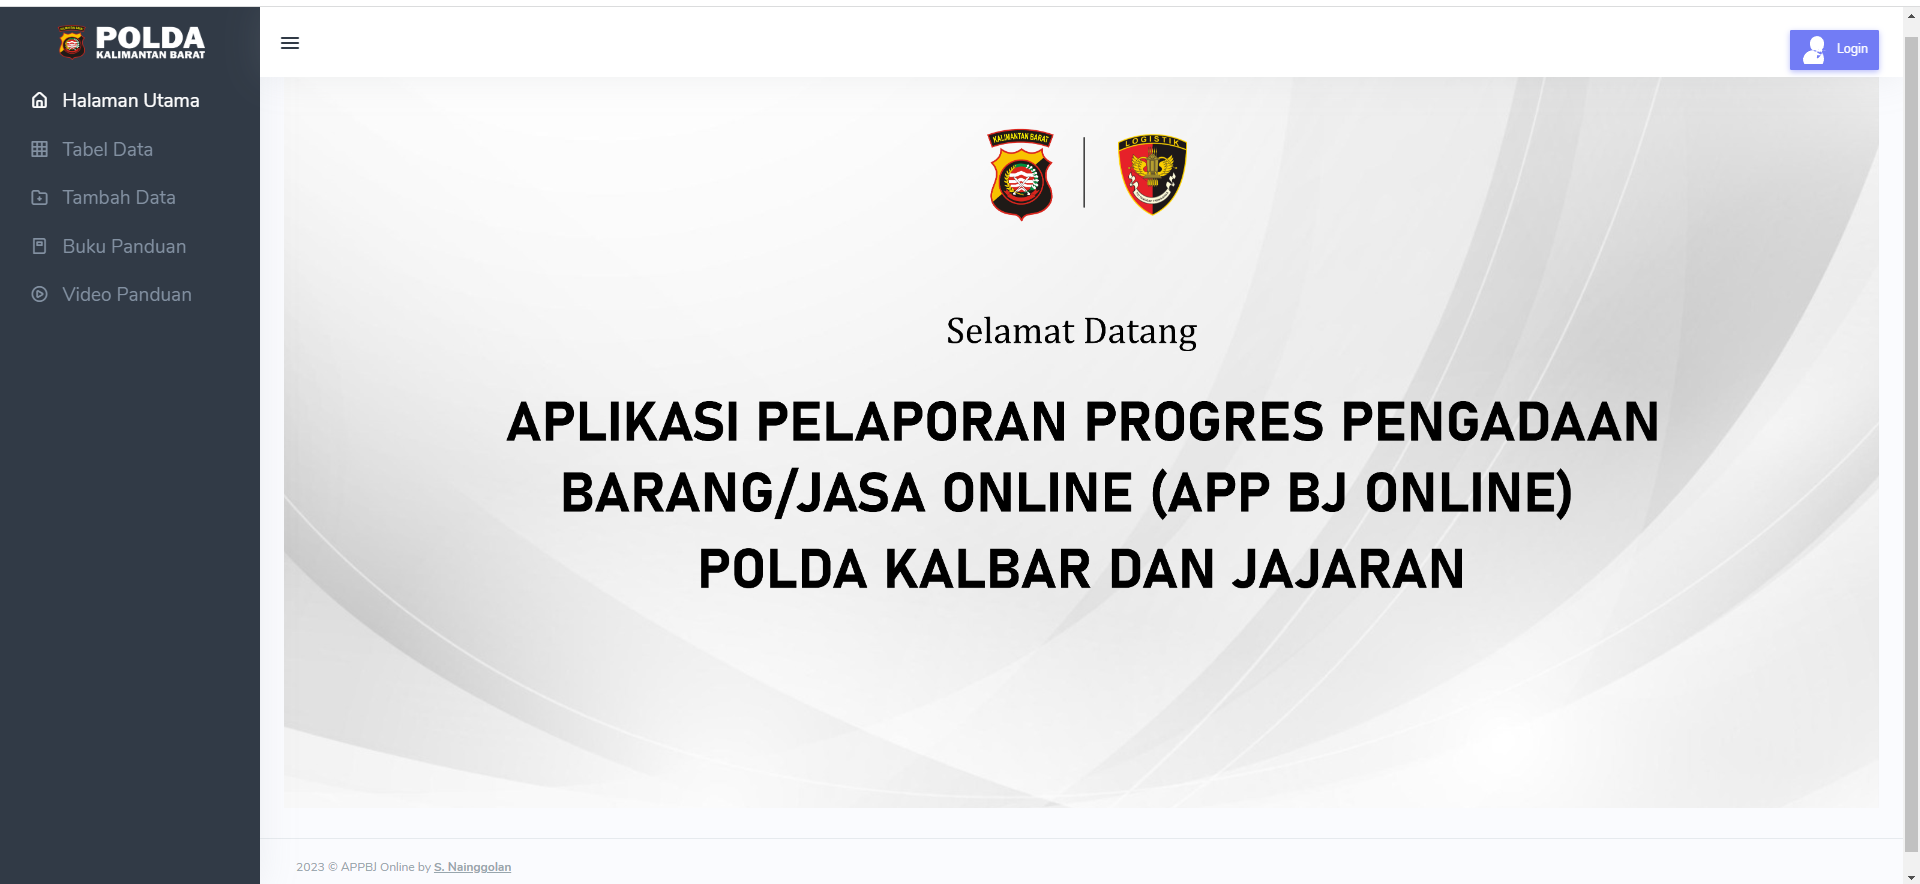 POLDA
KALIMANTAN BARAT
Login
Halaman Utama
Tabel Data
Tambah Data
Buku Panduan
Video Panduan
KALIMANTAN BARAT
LOGISTIK
Selamat Datang
APLIKASI PELAPORAN PROGRES PENGADAAN
BARANG/JASA ONLINE (APP BJ ONLINE)
POLDA KALBAR DAN JAJARAN
2023 © APPBJ Online by S. Nainggolan